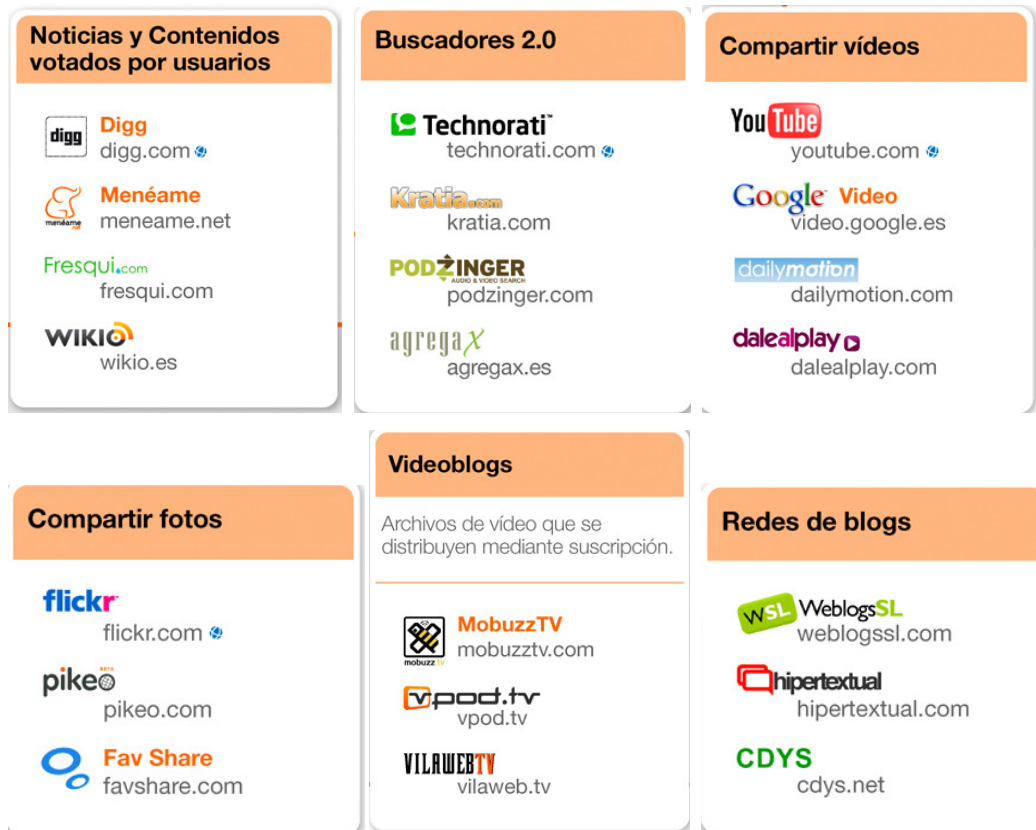 Noticias y Contenidos
votados por usuarios
digg
Digg
digg.com
menéame
.net
Menéame
meneame.net
Fresqui.com
fresqui.com
WIKIO
wikio.es
Buscadores 2.0
Technorati™
technorati.com
Kratia.com
kratia.com
PODZINGER
AUDIO & VIDEO SEARCH
podzinger.com
agregax
agregax.es
Compartir vídeos
YouTube
youtube.com
Google Video
video.google.es
dailymotion
dailymotion.com
dalealplay
dalealplay.com
Compartir fotos
flickr
flickr.com
pikeo BETA
pikeo.com
Fav Share
favshare.com
Videoblogs
Archivos de vídeo que se
distribuyen mediante suscripción.
mobuzz.tv
MobuzzTV
mobuzztv.com
vpod.tv
vpod.tv
VILAWEBTV
vilaweb.tv
Redes de blogs
WSL WeblogsSL
weblogssl.com
hipertextual
hipertextual.com
CDYS
cdys.net